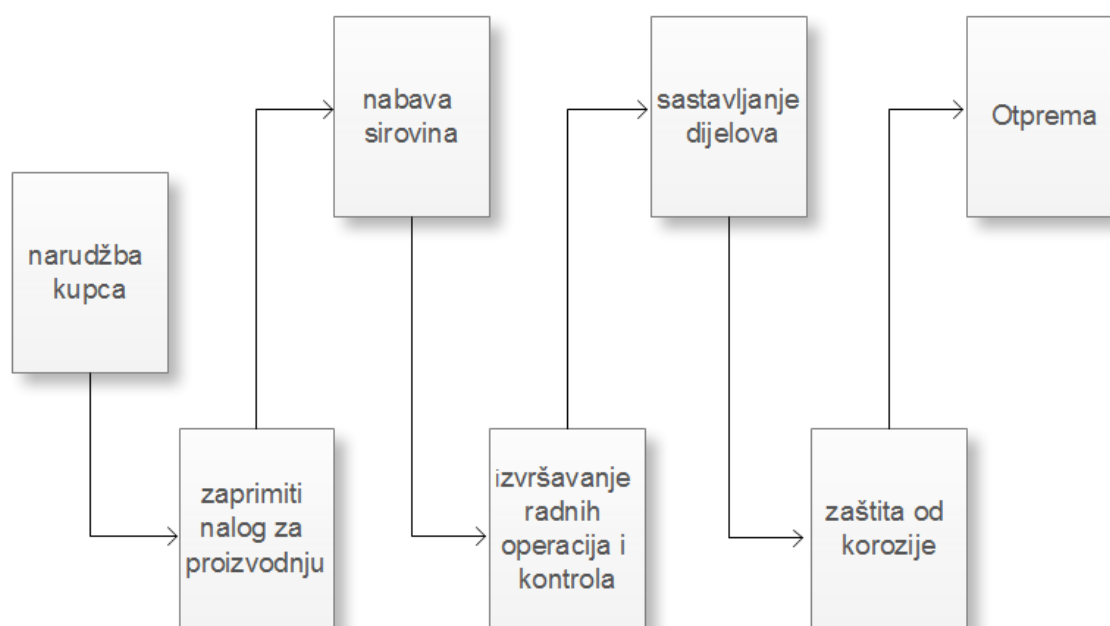 narudžba
kupca
zaprimiti
nalog za
proizvodnju
nabava
sirovina
izvršavanje
radnih
operacija i
kontrola
sastavljanje
dijelova
zaštita od
korozije
Otprema